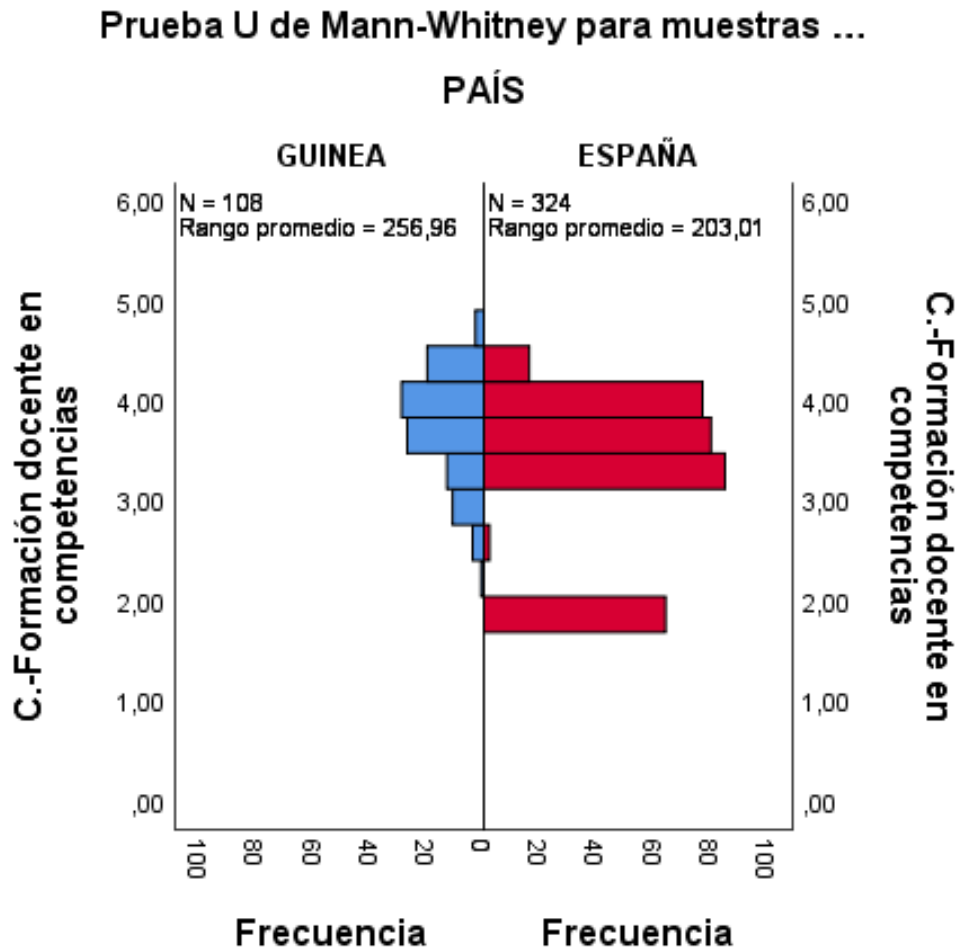 Prueba U de Mann-Whitney para muestras ...
PAÍS
GUINEA
ESPAÑA
N = 108
Rango promedio = 256,96
N = 324
Rango promedio = 203,01
6,00
5,00
4,00
3,00
2,00
1,00
,00
6,00
5,00
4,00
3,00
2,00
1,00
,00
C.-Formación docente en
competencias
C.-Formación docente en
competencias
100
80
60
40
20
0
20
40
60
80
100
Frecuencia
Frecuencia